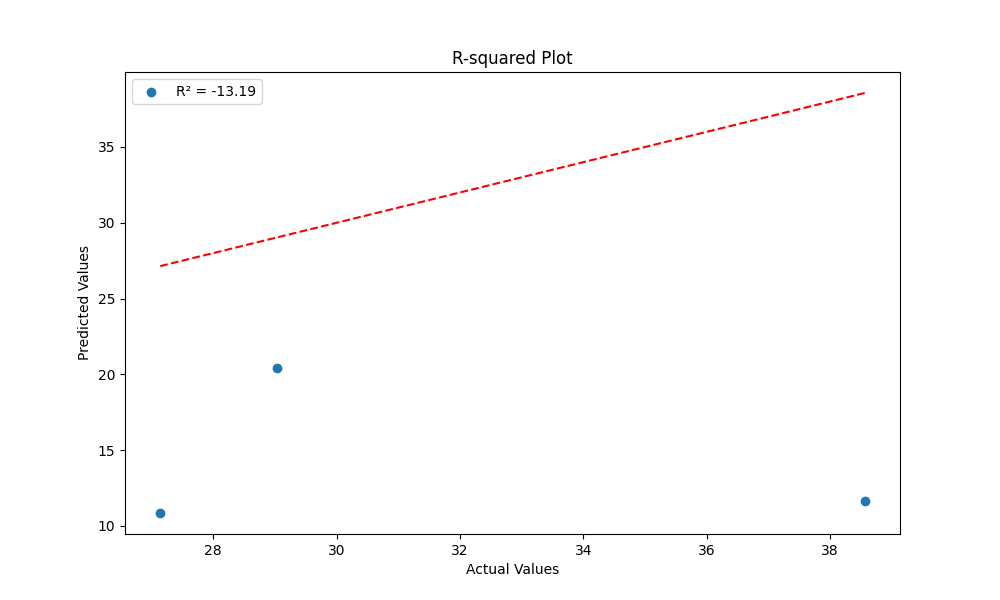 R-squared Plot
R² = -13.19
Predicted Values
35
30
25
20
15
10
28 30 32 34 36 38
Actual Values